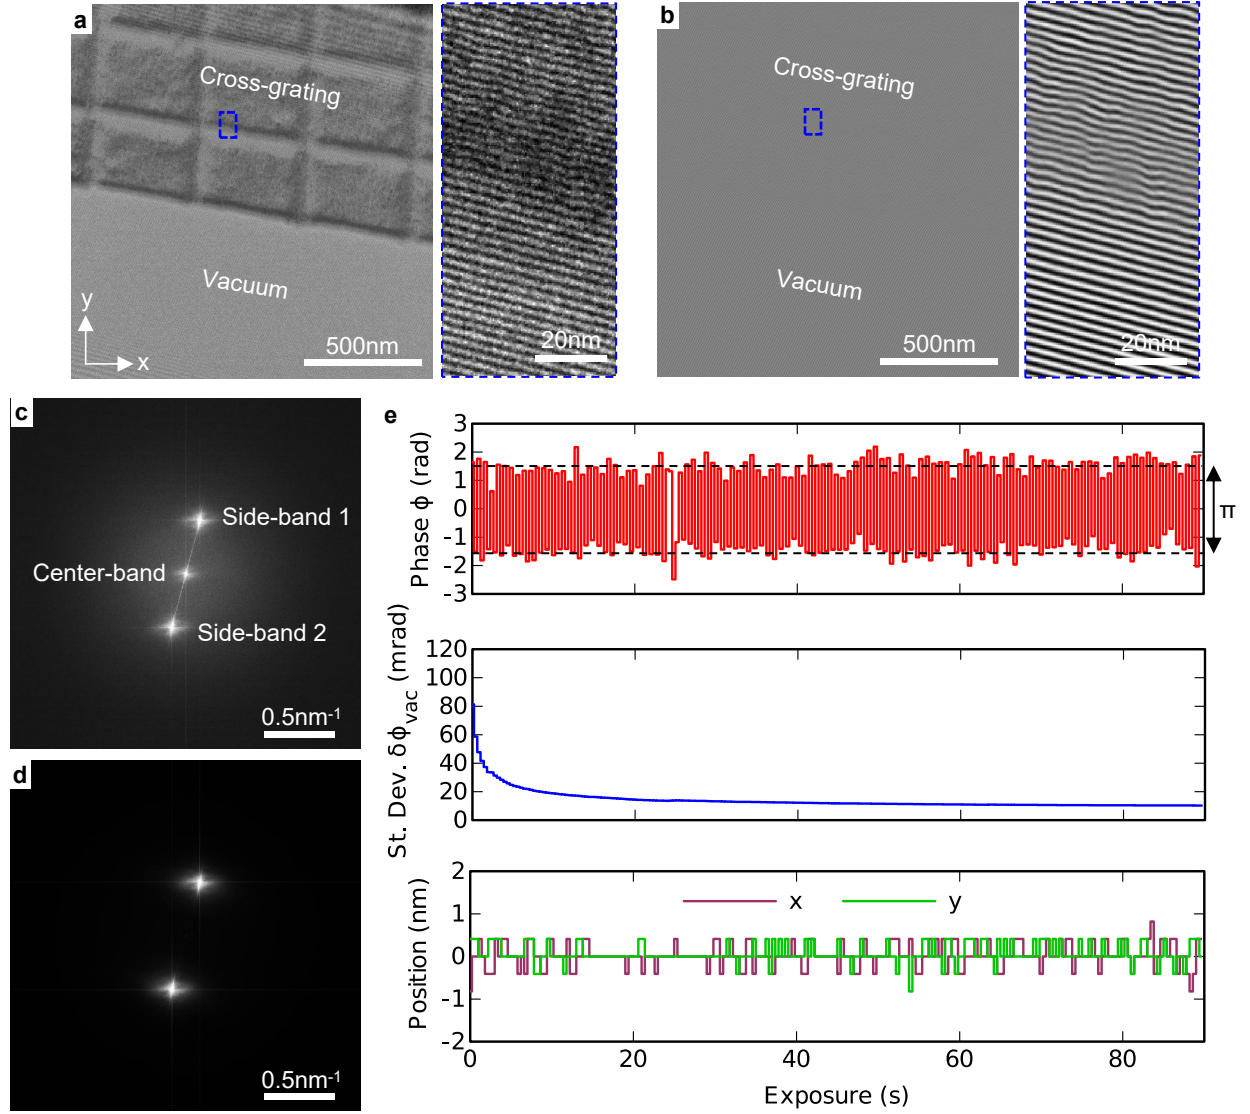 a
Cross-grating
Vacuum
y
x
500nm
20nm
b
Cross-grating
Vacuum
500nm
20nm
c
Side-band 1
Center-band
Side-band 2
0.5nm-1
d
0.5nm-1
e
Phase ϕ (rad)
3
2
1
0
-1
-2
-3
π
St. Dev. δϕvac (mrad)
120
100
80
60
40
20
0
Position (nm)
2
1
0
-1
-2
x
y
0
20
40
60
80
Exposure (s)